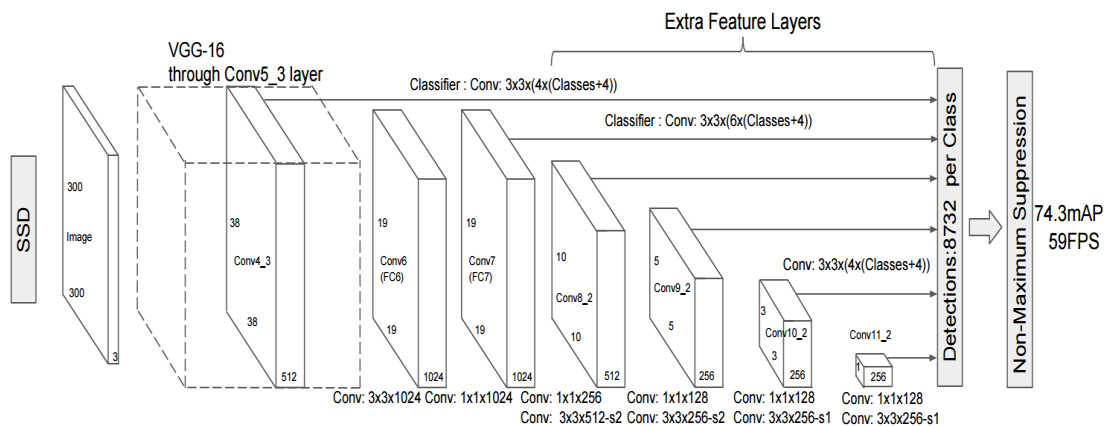 Extra Feature Layers
VGG-16
through Conv5_3 layer
Classifier : Conv: 3x3x(4x(Classes+4))
Classifier : Conv: 3x3x(6x(Classes+4))
SSD
300
Image
300
3
38
Conv4_3
38
512
19
Conv6
(FC6)
19
1024
19
Conv7
(FC7)
19
1024
10
Conv8_2
10
512
5
Conv9_2
5
256
Conv: 3x3x(4x(Classes+4))
3
Conv10_2
3
256
Conv11_2
1
256
Detections:8732 per Class
Non-Maximum Suppression
74.3mAP
59FPS
Conv: 3x3x1024
Conv: 1x1x1024
Conv: 1x1x256
Conv: 3x3x512-s2
Conv: 1x1x128
Conv: 3x3x256-s2
Conv: 1x1x128
Conv: 3x3x256-s1
Conv: 1x1x128
Conv: 3x3x256-s1